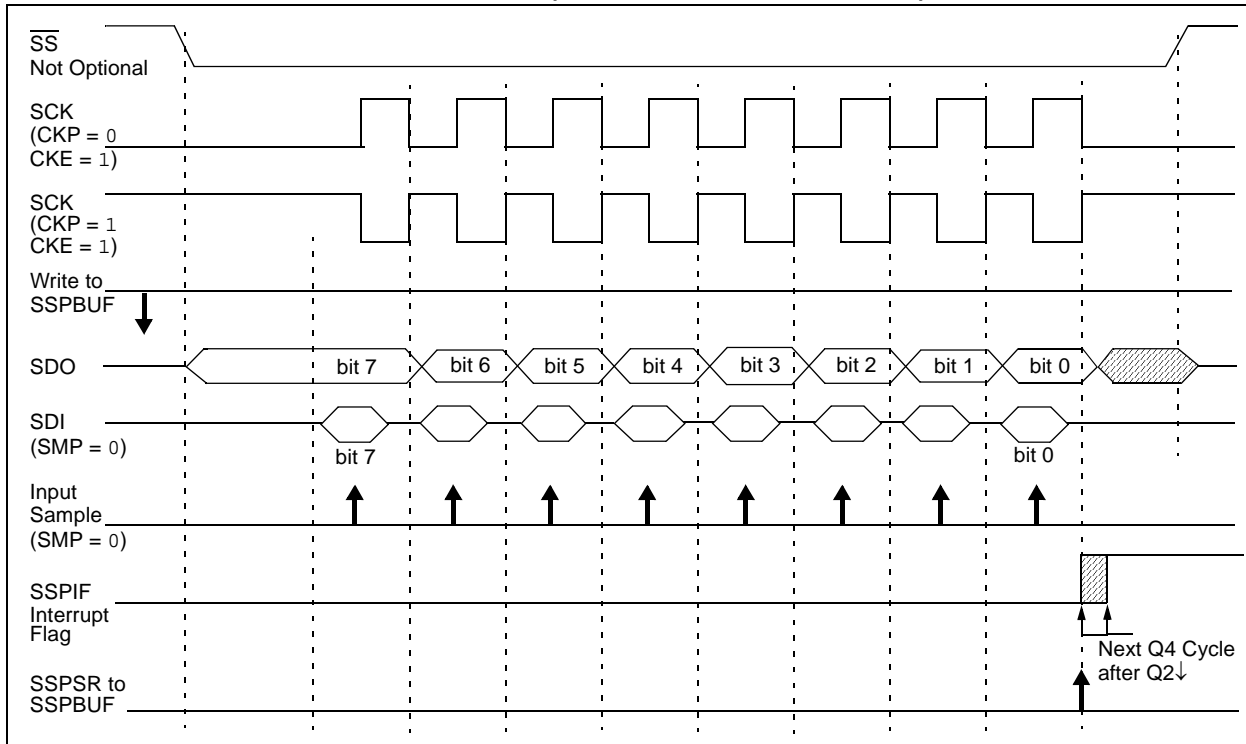 SS
Not Optional
SCK
(CKP = 0
CKE = 1)
SCK
(CKP = 1
CKE = 1)
Write to
SSPBUF
SDO
bit 7 bit 6 bit 5 bit 4 bit 3 bit 2 bit 1 bit 0
SDI
(SMP = 0)
bit 7 bit 0
Input
Sample
(SMP = 0)
SSPIF
Interrupt
Flag
Next Q4 Cycle
after Q2↓
SSPSR to
SSPBUF